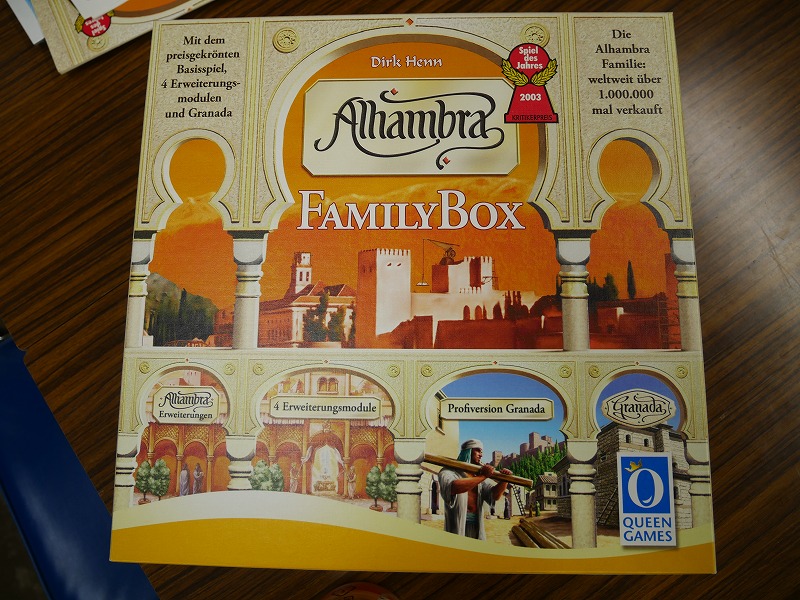 Mit dem
preisgekrönten
Basisspiel,
4 Erweiterungs-
modulen
und Granada
Dirk Henn
Spiel
des
Jahres
2003
KRITIKERPREIS
Die
Alhambra
Familie:
weltweit über
1.000.000
mal verkauft
Alhambra
FAMILYBOX
Alhambra
Erweiterungen
4 Erweiterungsmodule
Profiversion Granada
Granada
QUEEN
GAMES